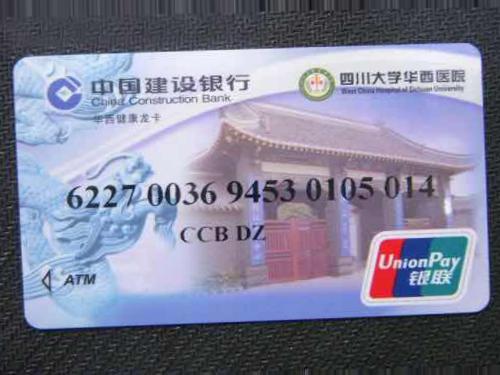 中国建设银行
China Construction Bank
华西健康龙卡
四川大学华西医院
West China Hospital of Sichuan University
6227 0036 9453 0105 014
CCB DZ
ATM
UnionPay
银联